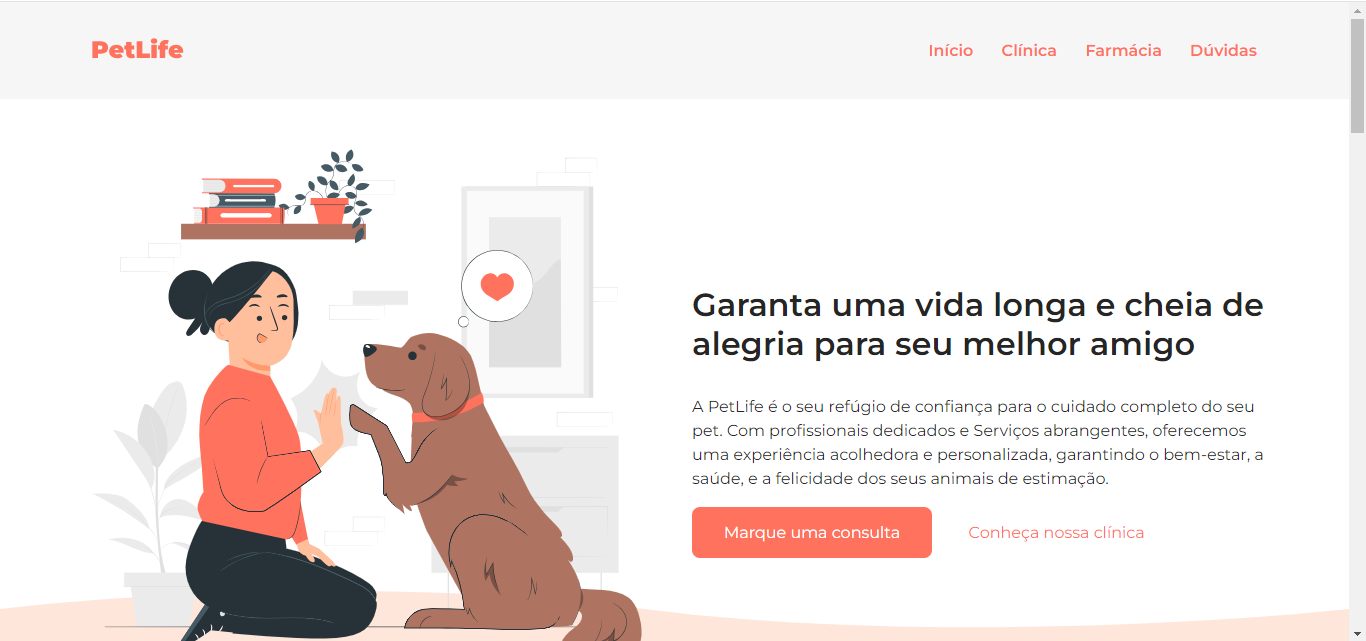 PetLife
Início Clínica Farmácia Dúvidas
Garanta uma vida longa e cheia de
alegria para seu melhor amigo
A PetLife é o seu refúgio de confiança para o cuidado completo do seu
pet. Com profissionais dedicados e Serviços abrangentes, oferecemos
uma experiência acolhedora e personalizada, garantindo o bem-estar, a
saúde, e a felicidade dos seus animais de estimação.
Marque uma consulta Conheça nossa clínica